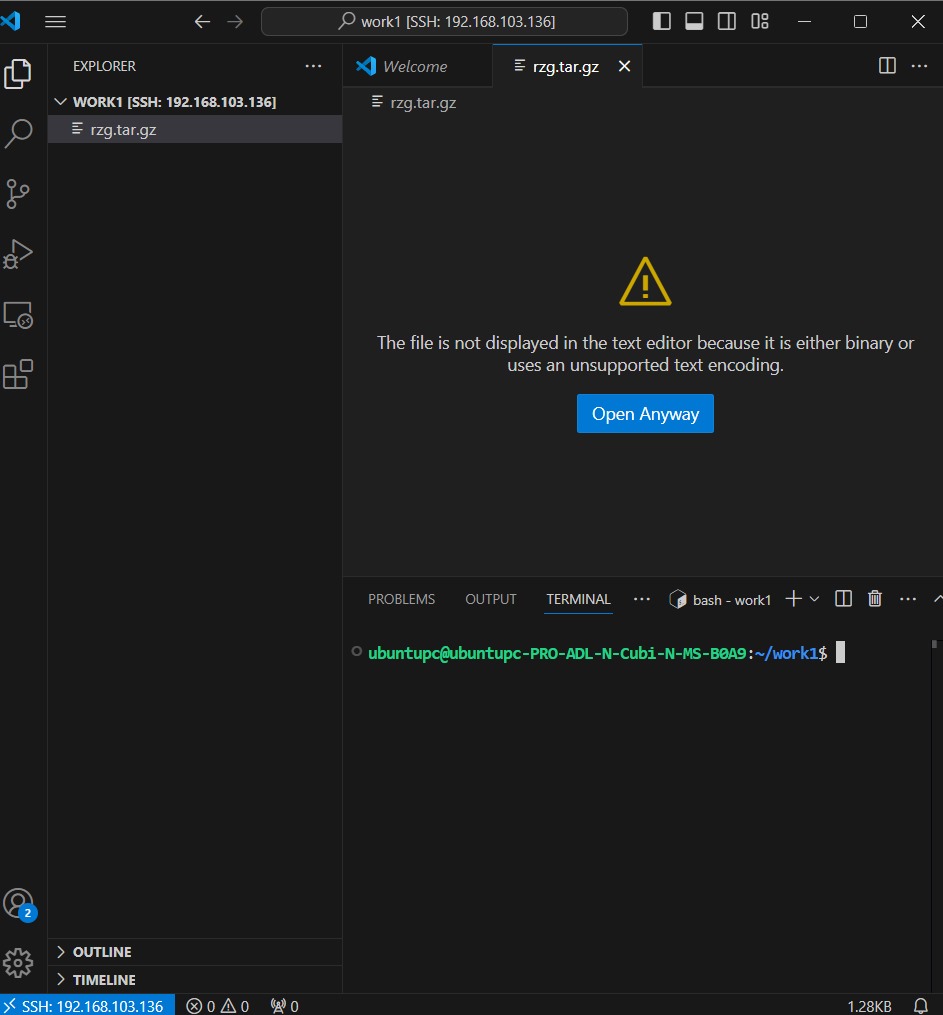 work1 [SSH: 192.168.103.136]
EXPLORER
WORK1 [SSH: 192.168.103.136]
rzg.tar.gz
Welcome
rzg.tar.gz
rzg.tar.gz
The file is not displayed in the text editor because it is either binary or
uses an unsupported text encoding.
Open Anyway
PROBLEMS OUTPUT TERMINAL
bash - work1
ubuntupc@ubuntupc-PRO-ADL-N-Cubi-N-MS-B0A9:~/work1$
2
OUTLINE
TIMELINE
SSH: 192.168.103.136 0 0 0 1.28KB